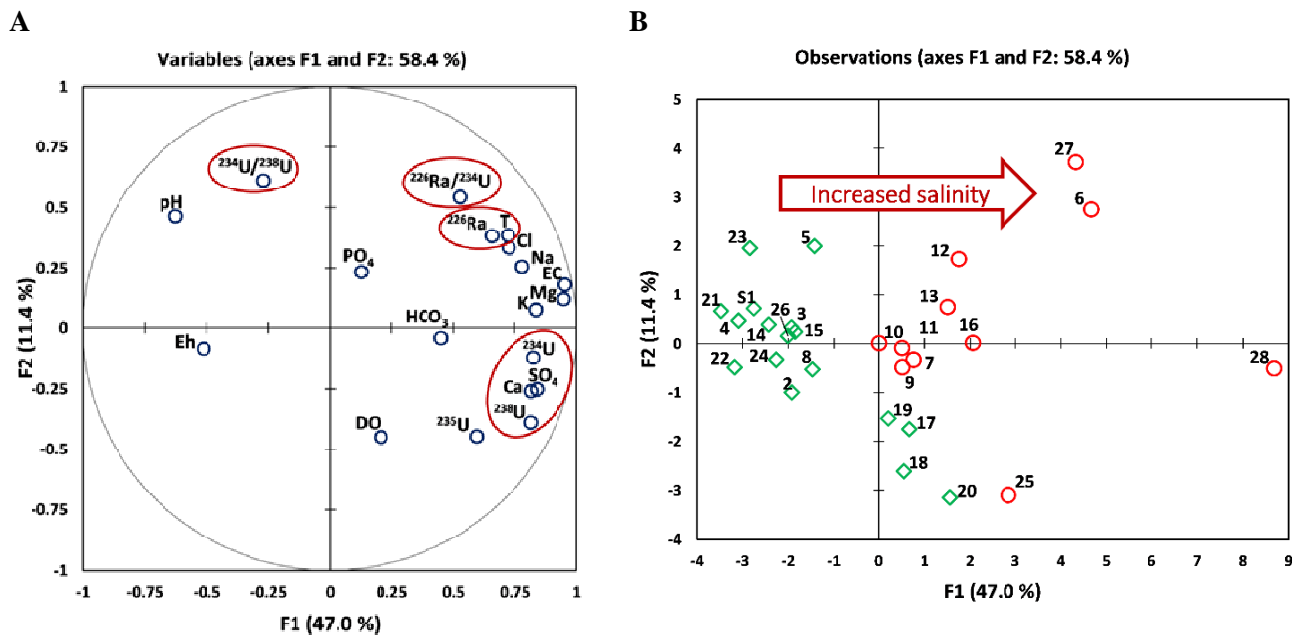 A
B
Variables (axes F1 and F2: 58.4 %)
Observations (axes F1 and F2: 58.4 %)
1
0.75
0.5
0.25
0
-0.25
-0.5
-0.75
-1
F2 (11.4 %)
²³⁴U/²³⁸U
pH
²²⁶Ra/²³⁴U
²²⁶Ra
T
Cl
PO₄
Na
EC
Mg
K
HCO₃
Eh
²³⁴U
SO₄
Ca
²³⁸U
²³⁵U
DO
-1
-0.75
-0.5
-0.25
0
0.25
0.5
0.75
1
F1 (47.0 %)
5
4
3
2
1
0
-1
-2
-3
-4
F2 (11.4 %)
Increased salinity
27
6
23
5
12
21
S1
13
26
3
4
14
15
10
11
16
22
24
8
7
28
2
9
19
17
18
20
25
-4
-3
-2
-1
0
1
2
3
4
5
6
7
8
9
F1 (47.0 %)